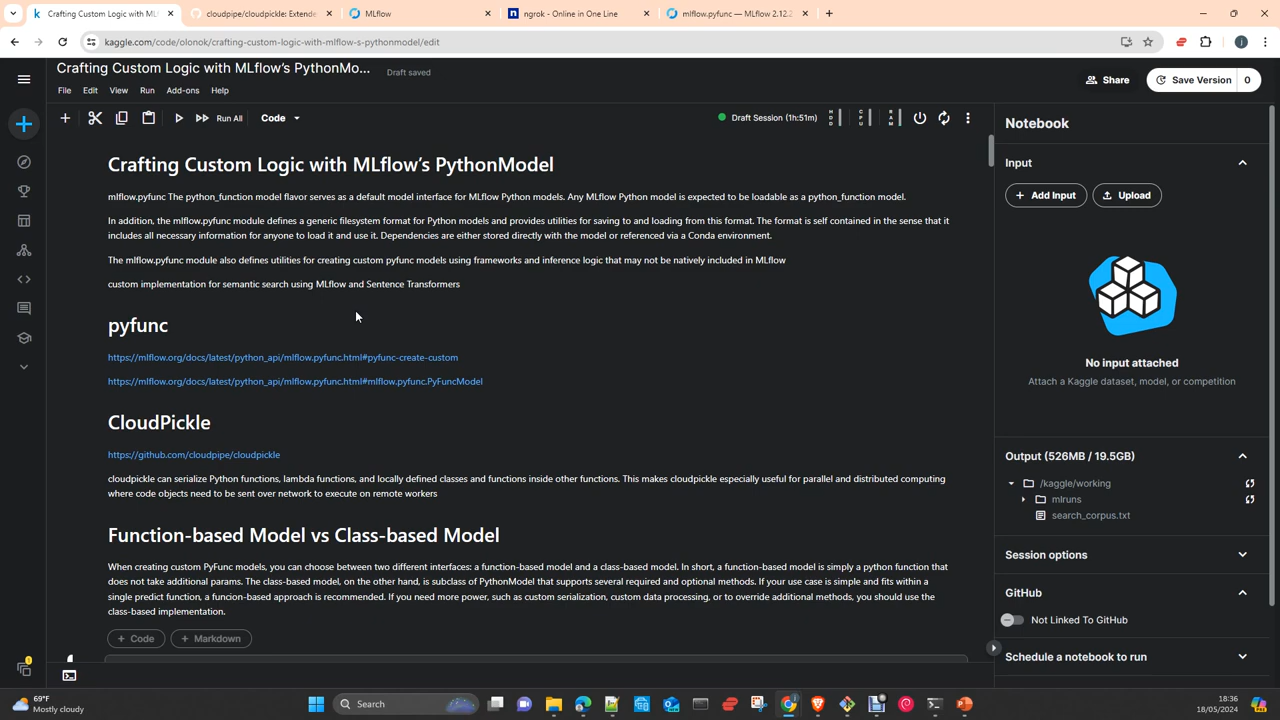 Crafting Custom Logic with ML
cloudpipe/cloudpickle: Extende
MLflow
ngrok - Online in One Line
mlflow.pyfunc — MLflow 2.12.2
kaggle.com/code/olonok/crafting-custom-logic-with-mlflow-s-pythonmodel/edit
Crafting Custom Logic with MLflow's PythonMo...
Draft saved
Share
Save Version
0
File
Edit
View
Run
Add-ons
Help
Run All
Code
Draft Session (1h:51m)
HDD
CPU
RAM
Crafting Custom Logic with MLflow's PythonModel
mlflow.pyfunc The python_function model flavor serves as a default model interface for MLflow Python models. Any MLflow Python model is expected to be loadable as a python_function model.
In addition, the mlflow.pyfunc module defines a generic filesystem format for Python models and provides utilities for saving to and loading from this format. The format is self contained in the sense that it
includes all necessary information for anyone to load it and use it. Dependencies are either stored directly with the model or referenced via a Conda environment.
The mlflow.pyfunc module also defines utilities for creating custom pyfunc models using frameworks and inference logic that may not be natively included in MLflow
custom implementation for semantic search using MLflow and Sentence Transformers
pyfunc
https://mlflow.org/docs/latest/python_api/mlflow.pyfunc.html#pyfunc-create-custom
https://mlflow.org/docs/latest/python_api/mlflow.pyfunc.html#mlflow.pyfunc.PyFuncModel
CloudPickle
https://github.com/cloudpipe/cloudpickle
cloudpickle can serialize Python functions, lambda functions, and locally defined classes and functions inside other functions. This makes cloudpickle especially useful for parallel and distributed computing
where code objects need to be sent over network to execute on remote workers
Function-based Model vs Class-based Model
When creating custom PyFunc models, you can choose between two different interfaces: a function-based model and a class-based model. In short, a function-based model is simply a python function that
does not take additional params. The class-based model, on the other hand, is subclass of PythonModel that supports several required and optional methods. If your use case is simple and fits within a
single predict function, a funcion-based approach is recommended. If you need more power, such as custom serialization, custom data processing, or to override additional methods, you should use the
class-based implementation.
+ Code
+ Markdown
Notebook
Input
+ Add Input
Upload
No input attached
Attach a Kaggle dataset, model, or competition
Output (526MB / 19.5GB)
/kaggle/working
mlruns
search_corpus.txt
Session options
GitHub
Not Linked To GitHub
Schedule a notebook to run
69°F
Mostly cloudy
Search
18:36
18/05/2024